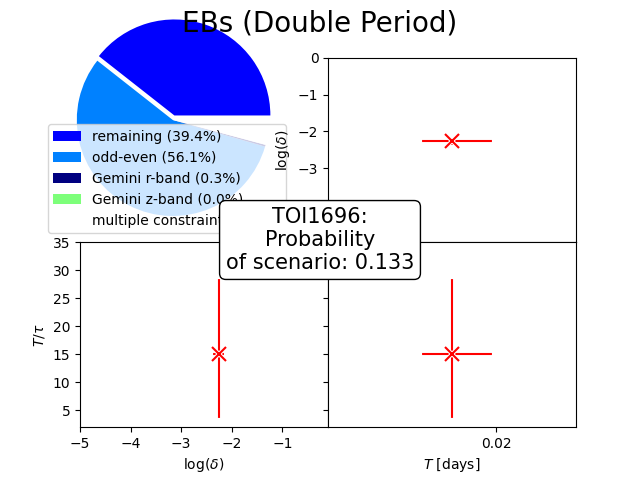 EBs (Double Period)
remaining (39.4%)
odd-even (56.1%)
Gemini r-band (0.3%)
Gemini z-band (0.0%)
multiple constraint
TOI1696:
Probability
of scenario: 0.133
log(δ)
0
−1
−2
−3
T/τ
35
30
25
20
15
10
5
−5
−4
−3
−2
−1
log(δ)
0.02
T [days]